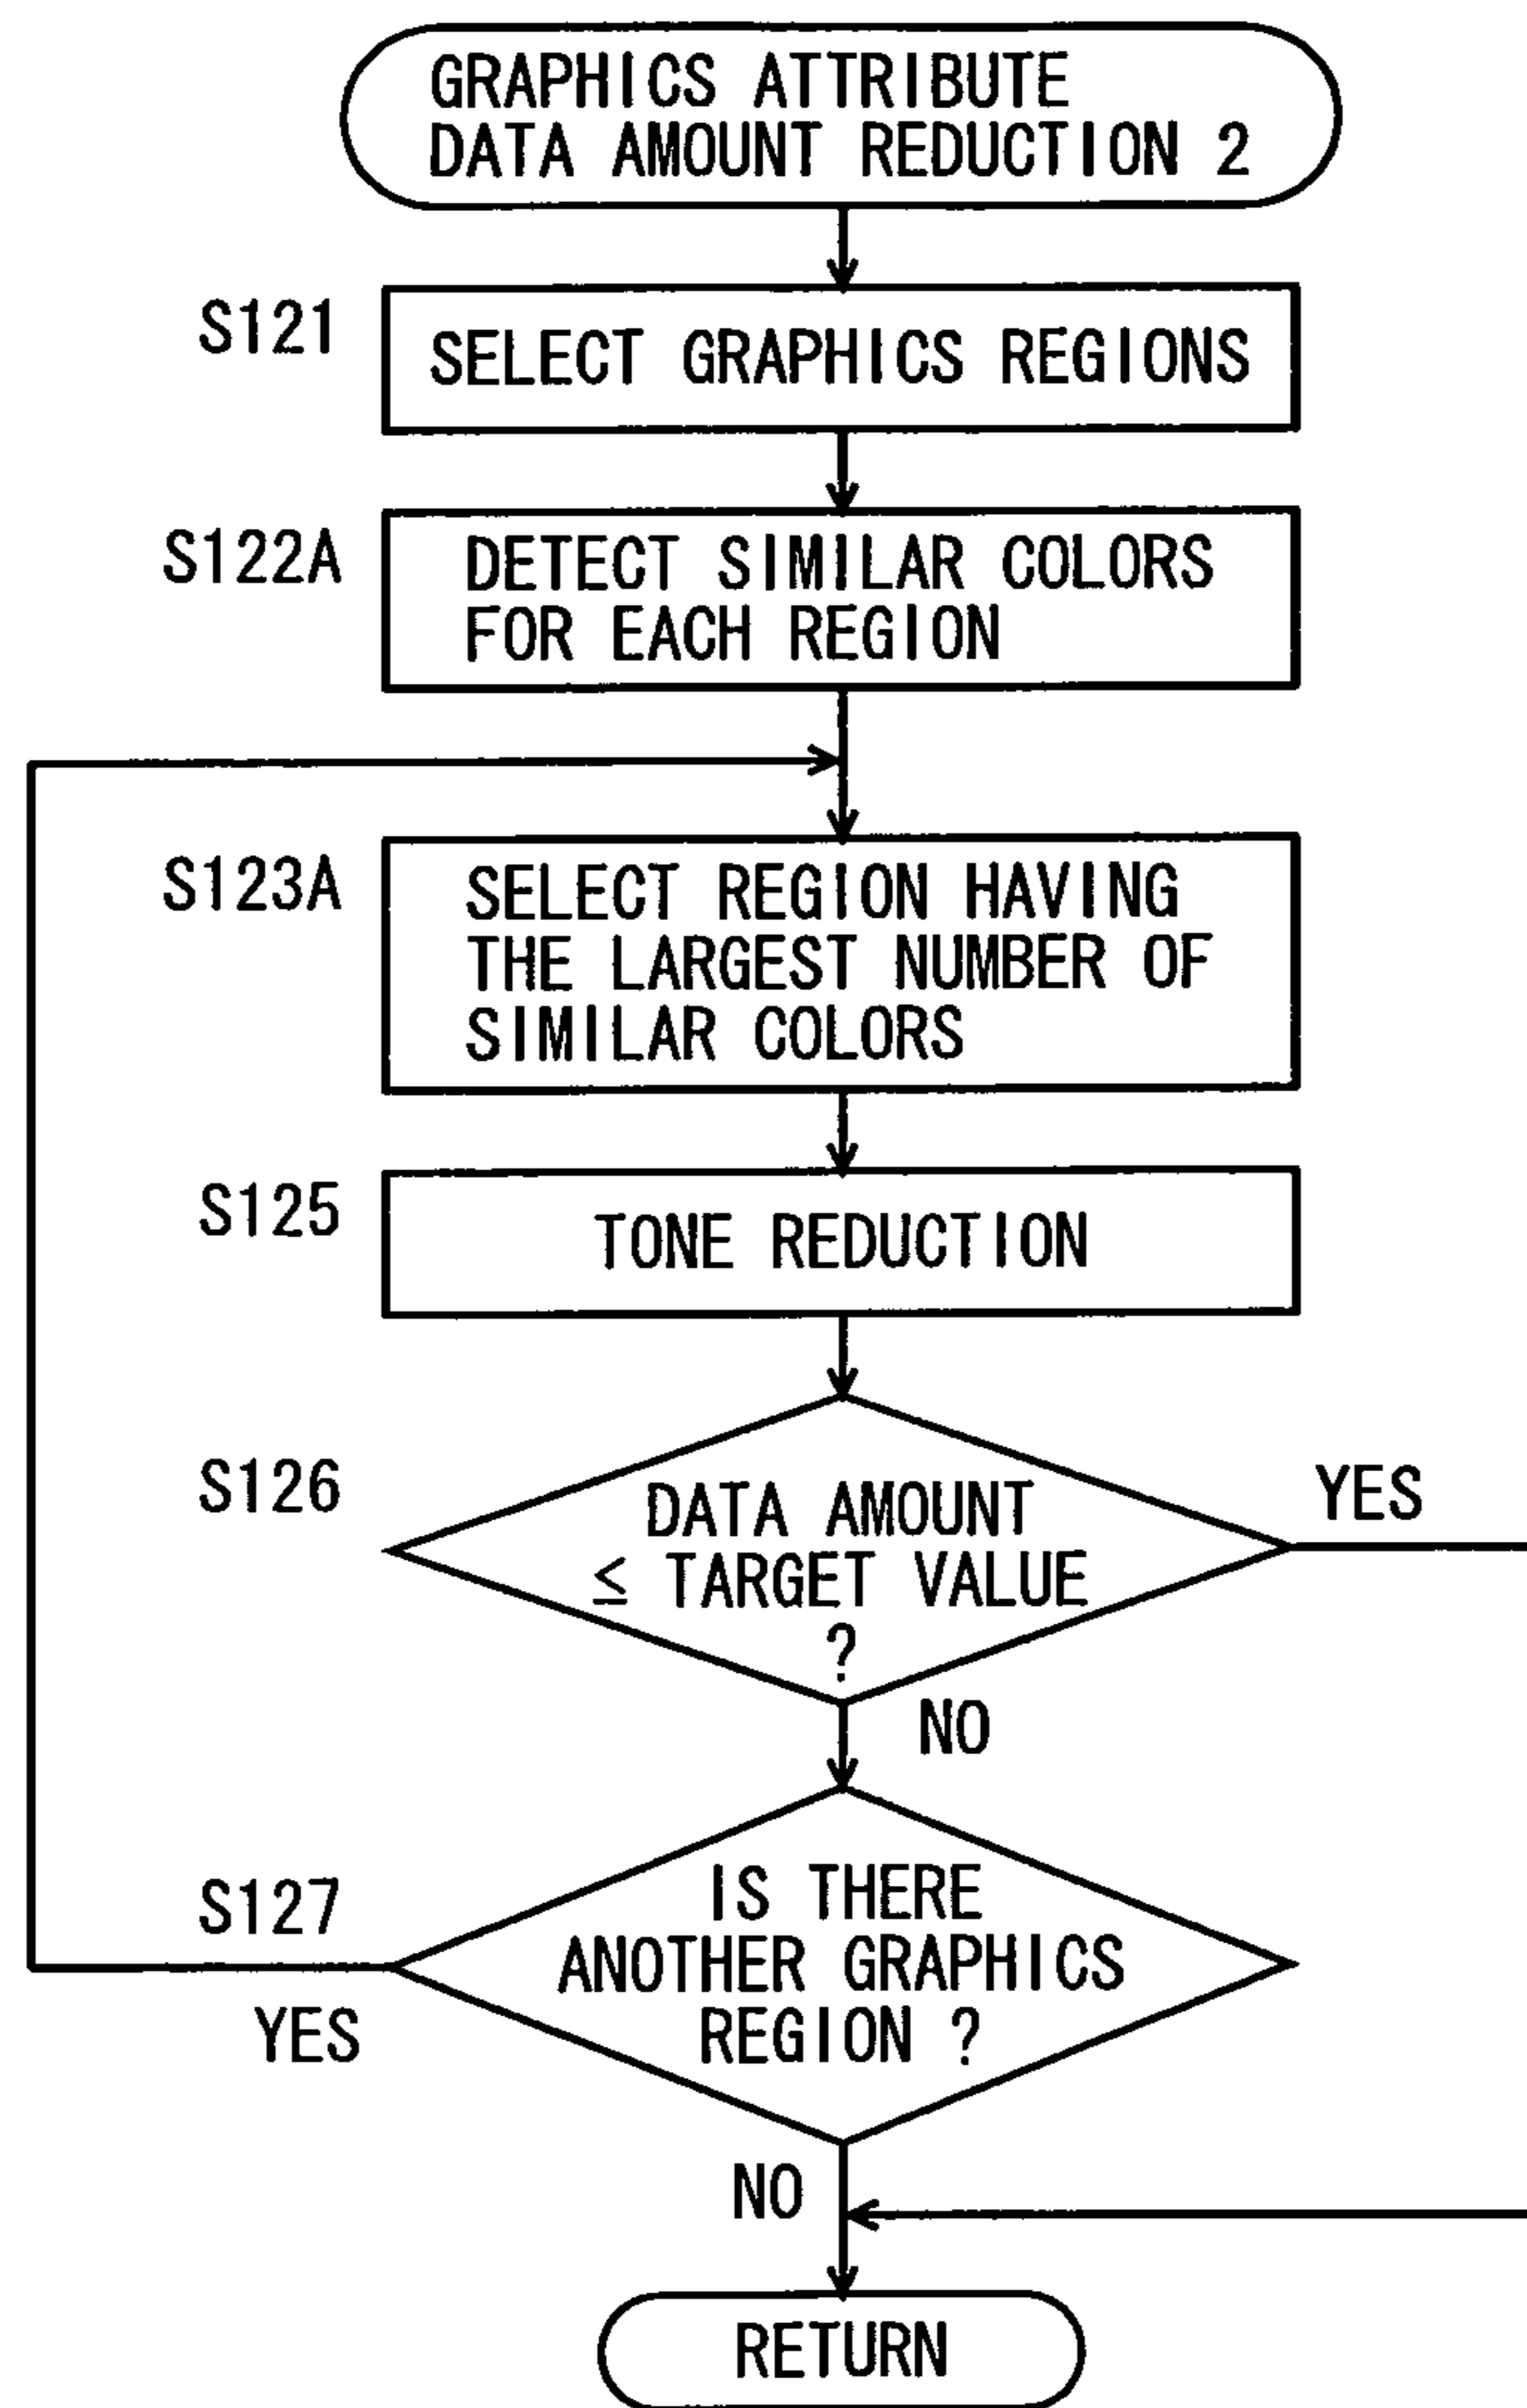 GRAPHICS ATTRIBUTE
DATA AMOUNT REDUCTION 2
S121
SELECT GRAPHICS REGIONS
S122A
DETECT SIMILAR COLORS
FOR EACH REGION
S123A
SELECT REGION HAVING
THE LARGEST NUMBER OF
SIMILAR COLORS
S125
TONE REDUCTION
S126
DATA AMOUNT
≤ TARGET VALUE
?
YES
NO
S127
IS THERE
ANOTHER GRAPHICS
REGION ?
YES
NO
RETURN